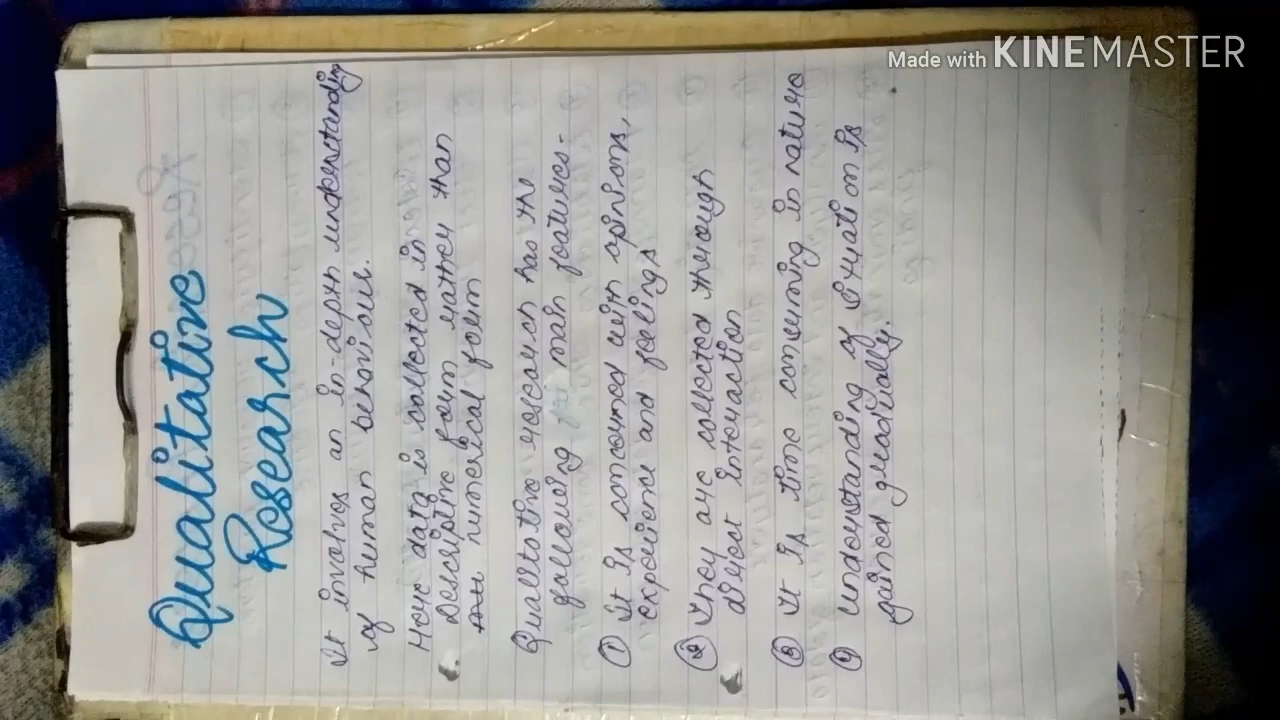 Made with KINEMASTER
Qualitative
Research
It involves an in-depth understanding
of human behaviour.
Here data is collected in
Descriptive form rather than
numerical form
Qualitative research has the
following main features-
① It is concerned with opinions,
experience and feelings
② They are collected through
direct interaction
③ It is time consuming in nature
④ Understanding of situation is
gained gradually.